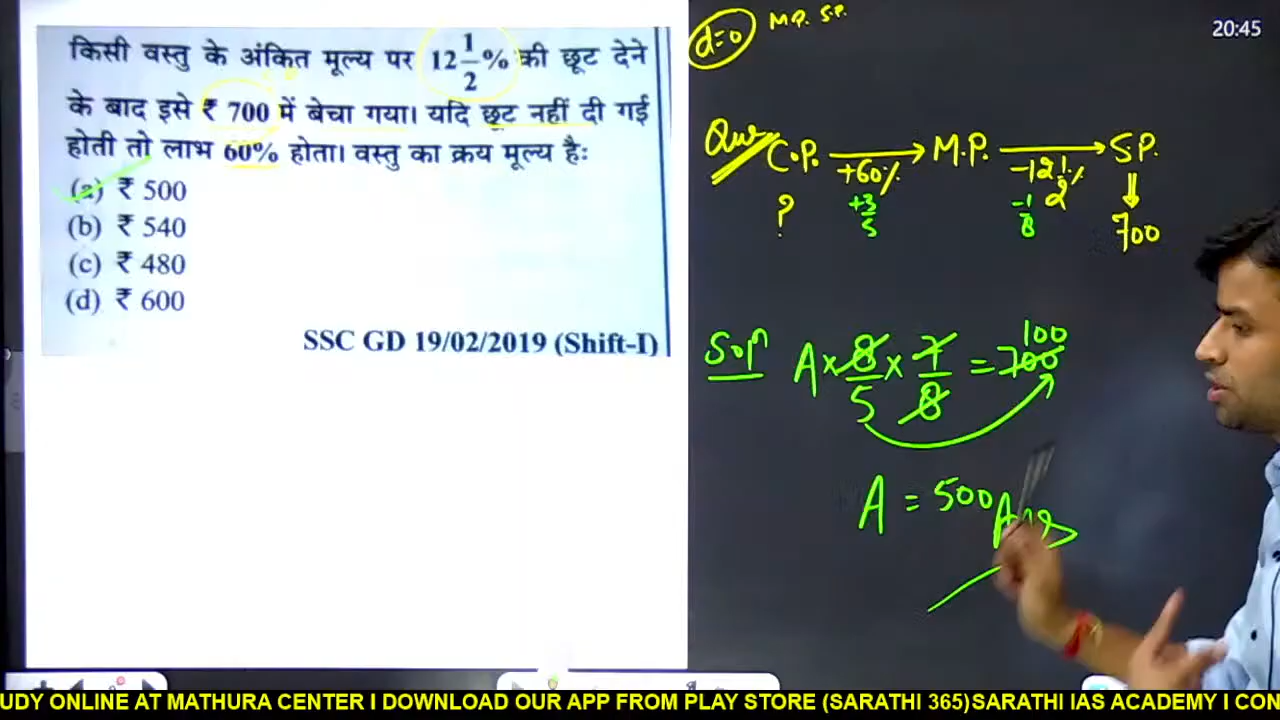 किसी वस्तु के अंकित मूल्य पर 12 1/2 % की छूट देने
के बाद इसे ₹ 700 में बेचा गया। यदि छूट नहीं दी गई
होती तो लाभ 60% होता। वस्तु का क्रय मूल्य है:
(a) ₹ 500
(b) ₹ 540
(c) ₹ 480
(d) ₹ 600
SSC GD 19/02/2019 (Shift-I)
d=0 M.P. S.P.
20:45
Que C.P. +60% M.P. -12 1/2 % S.P.
? +3/5 -1/8 700
Solⁿ A × 8/5 × 7/8 = 700 100
A = 500 Ans
UDY ONLINE AT MATHURA CENTER I DOWNLOAD OUR APP FROM PLAY STORE (SARATHI 365)SARATHI IAS ACADEMY I CON